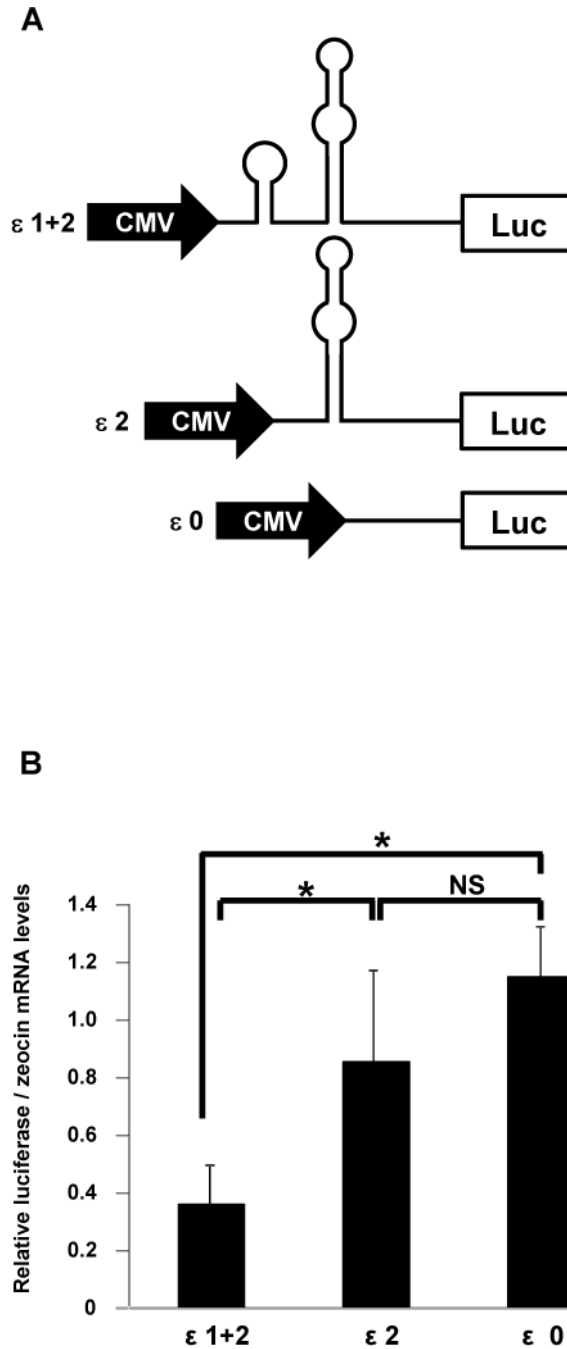 A
ε 1+2 CMV Luc
ε 2 CMV Luc
ε 0 CMV Luc
B
*
* NS
Relative luciferase / zeocin mRNA levels
1.4
1.2
1.0
0.8
0.6
0.4
0.2
0
ε 1+2 ε 2 ε 0